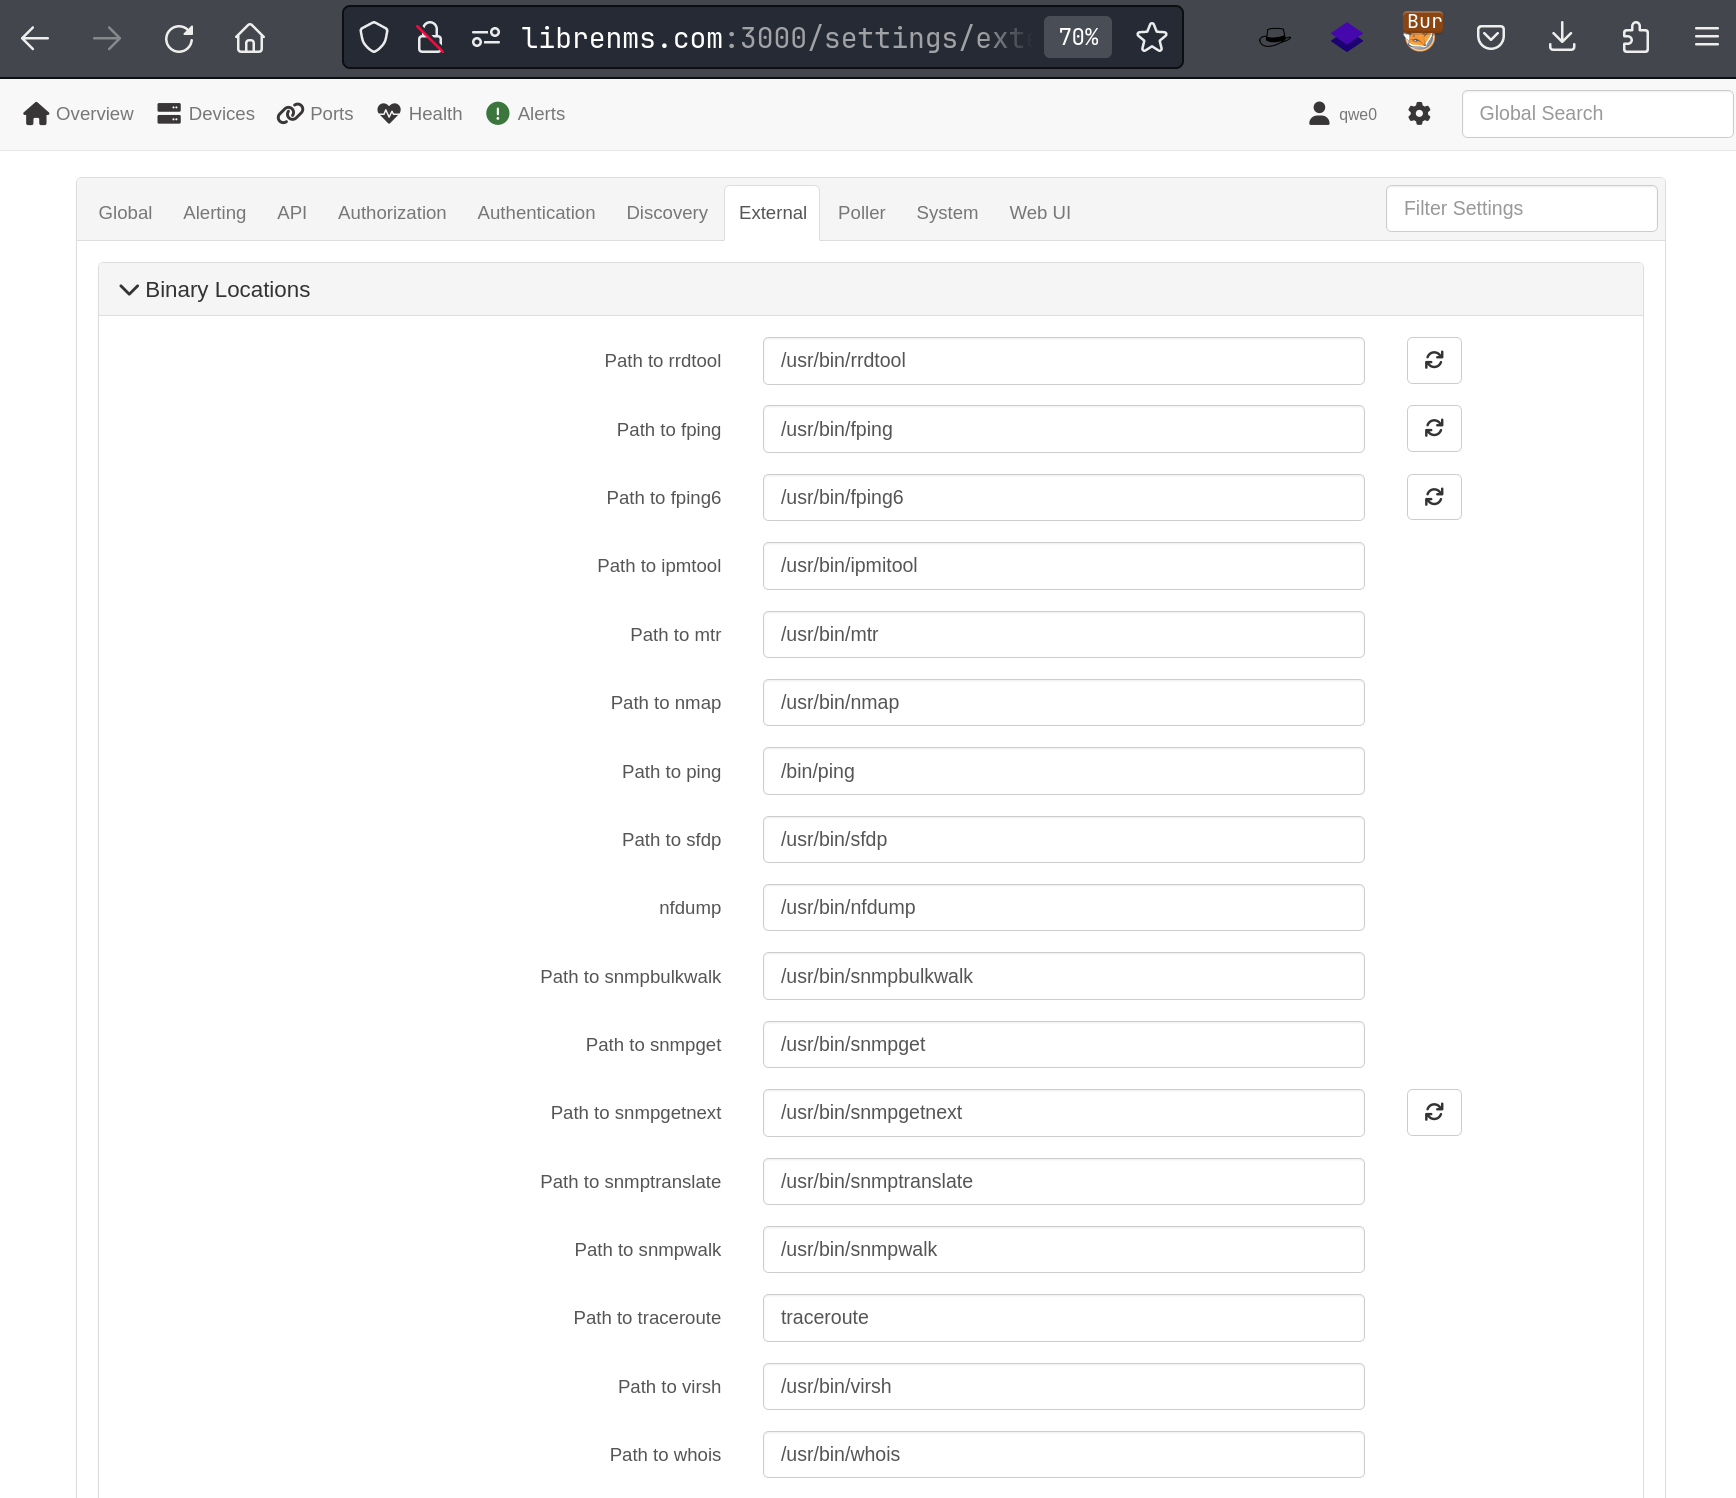 librenms.com:3000/settings/ext 70% Bur
Overview Devices Ports Health Alerts qwe0 Global Search
Global Alerting API Authorization Authentication Discovery External Poller System Web UI Filter Settings
Binary Locations
Path to rrdtool /usr/bin/rrdtool
Path to fping /usr/bin/fping
Path to fping6 /usr/bin/fping6
Path to ipmtool /usr/bin/ipmitool
Path to mtr /usr/bin/mtr
Path to nmap /usr/bin/nmap
Path to ping /bin/ping
Path to sfdp /usr/bin/sfdp
nfdump /usr/bin/nfdump
Path to snmpbulkwalk /usr/bin/snmpbulkwalk
Path to snmpget /usr/bin/snmpget
Path to snmpgetnext /usr/bin/snmpgetnext
Path to snmptranslate /usr/bin/snmptranslate
Path to snmpwalk /usr/bin/snmpwalk
Path to traceroute traceroute
Path to virsh /usr/bin/virsh
Path to whois /usr/bin/whois